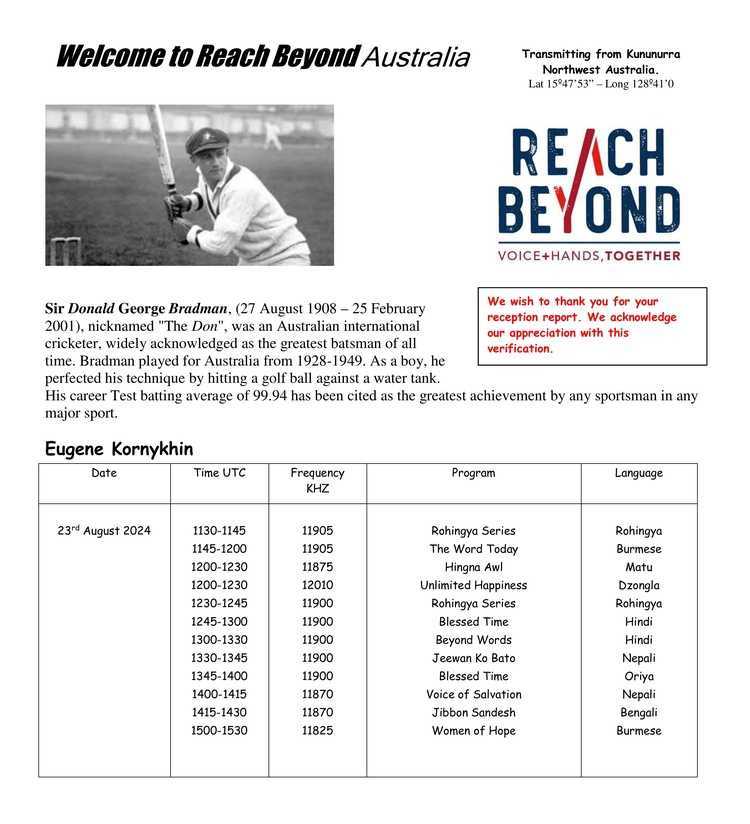 Welcome to Reach Beyond Australia
Transmitting from Kununurra
Northwest Australia.
Lat 15º47'53" – Long 128º41'0
REACH
BEYOND
VOICE+HANDS,TOGETHER
We wish to thank you for your
reception report. We acknowledge
our appreciation with this
verification.
Sir Donald George Bradman, (27 August 1908 – 25 February
2001), nicknamed "The Don", was an Australian international
cricketer, widely acknowledged as the greatest batsman of all
time. Bradman played for Australia from 1928-1949. As a boy, he
perfected his technique by hitting a golf ball against a water tank.
His career Test batting average of 99.94 has been cited as the greatest achievement by any sportsman in any
major sport.
Eugene Kornykhin
Date Time UTC Frequency KHZ Program Language
23rd August 2024 1130-1145 11905 Rohingya Series Rohingya
1145-1200 11905 The Word Today Burmese
1200-1230 11875 Hingna Awl Matu
1200-1230 12010 Unlimited Happiness Dzongla
1230-1245 11900 Rohingya Series Rohingya
1245-1300 11900 Blessed Time Hindi
1300-1330 11900 Beyond Words Hindi
1330-1345 11900 Jeewan Ko Bato Nepali
1345-1400 11900 Blessed Time Oriya
1400-1415 11870 Voice of Salvation Nepali
1415-1430 11870 Jibbon Sandesh Bengali
1500-1530 11825 Women of Hope Burmese